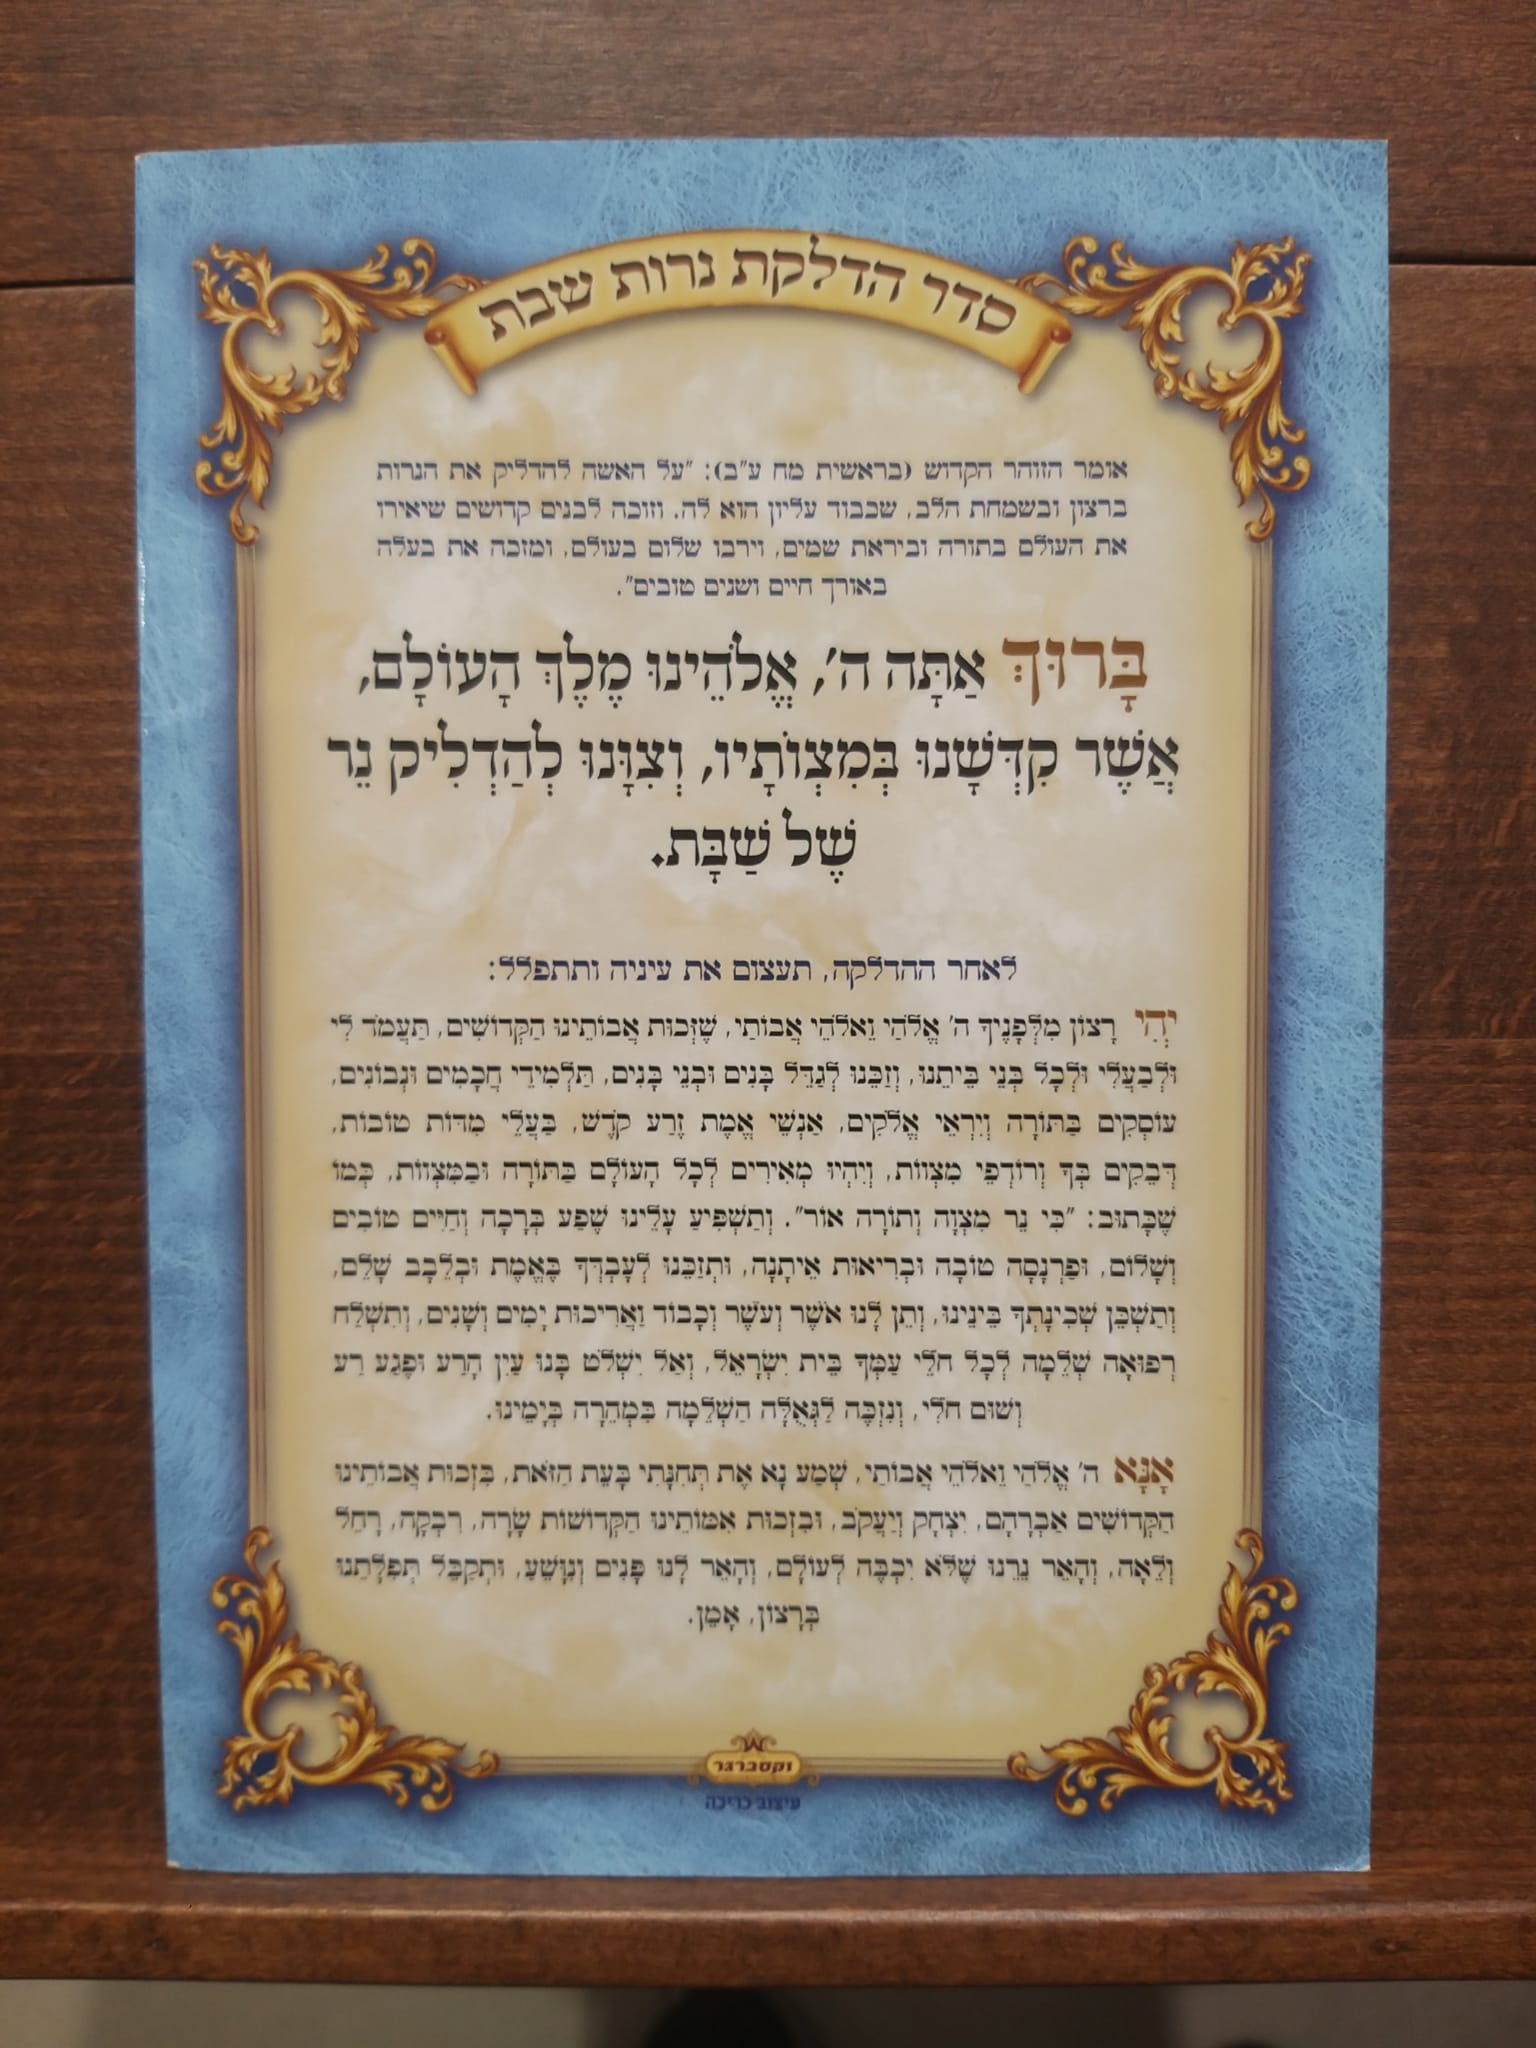 סדר הדלקת נרות שבת
אומר הזוהר הקדוש (בראשית מח ע"ב): "על האשה להדליק את הנרות
ברצון ובשמחת הלב, שכבוד עליון הוא לה. וזוכה לבנים קדושים שיאירו
את העולם בתורה וביראת שמים, וירבו שלום בעולם, ומזכה את בעלה
באורך חיים ושנים טובים".
בָּרוּךְ אַתָּה ה', אֱלֹהֵינוּ מֶלֶךְ הָעוֹלָם,
אֲשֶׁר קִדְּשָׁנוּ בְּמִצְוֹתָיו, וְצִוָּנוּ לְהַדְלִיק נֵר
שֶׁל שַׁבָּת.
לאחר ההדלקה, תעצום את עיניה ותתפלל:
יְהִי רָצוֹן מִלְּפָנֶיךָ ה' אֱלֹהַי וֵאלֹהֵי אֲבוֹתַי, שֶׁזְּכוּת אֲבוֹתֵינוּ הַקְּדוֹשִׁים, תַּעֲמֹד לִי
וּלְבַעֲלִי וּלְכָל בְּנֵי בֵּיתֵנוּ, וְזַכֵּנוּ לְגַדֵּל בָּנִים וּבְנֵי בָנִים, תַּלְמִידֵי חֲכָמִים וּנְבוֹנִים,
עוֹסְקִים בַּתּוֹרָה וְיִרְאֵי אֱלֹקִים, אַנְשֵׁי אֱמֶת זֶרַע קֹדֶשׁ, בַּעֲלֵי מִדּוֹת טוֹבוֹת,
דְּבֵקִים בְּךָ וְרוֹדְפֵי מִצְוֹות, וְיִהְיוּ מְאִירִים לְכָל הָעוֹלָם בַּתּוֹרָה וּבַמִּצְוֹות, כְּמוֹ
שֶׁכָּתוּב: "כִּי נֵר מִצְוָה וְתוֹרָה אוֹר". וְתַשְׁפִּיעַ עָלֵינוּ שֶׁפַע בְּרָכָה וְחַיִּים טוֹבִים
וְשָׁלוֹם, וּפַרְנָסָה טוֹבָה וּבְרִיאוּת אֵיתָנָה, וּתְזַכֵּנוּ לְעָבְדְּךָ בֶּאֱמֶת וּבְלֵבָב שָׁלֵם,
וְתַשְׁכֵּן שְׁכִינָתְךָ בֵּינֵינוּ, וְתֵן לָנוּ אֹשֶׁר וְעֹשֶׁר וְכָבוֹד וַאֲרִיכוּת יָמִים וְשָׁנִים, וְתִשְׁלַח
רְפוּאָה שְׁלֵמָה לְכָל חֹלֵי עַמְּךָ בֵּית יִשְׂרָאֵל, וְאַל יִשְׁלֹט בָּנוּ עַיִן הָרַע וּפֶגַע רַע
וְשׁוּם חֹלִי, וְנִזְכֶּה לַגְּאֻלָּה הַשְּׁלֵמָה בִּמְהֵרָה בְּיָמֵינוּ.
אָנָּא ה' אֱלֹהַי וֵאלֹהֵי אֲבוֹתַי, שְׁמַע נָא אֶת תְּחִנָּתִי בָּעֵת הַזֹּאת, בִּזְכוּת אֲבוֹתֵינוּ
הַקְּדוֹשִׁים אַבְרָהָם, יִצְחָק וְיַעֲקֹב, וּבִזְכוּת אִמּוֹתֵינוּ הַקְּדוֹשׁוֹת שָׂרָה, רִבְקָה, רָחֵל
וְלֵאָה, וְהָאֵר נֵרֵנוּ שֶׁלֹּא יִכְבֶּה לְעוֹלָם, וְהָאֵר לָנוּ פָּנִים וְנִוָּשֵׁעַ, וּתְקַבֵּל תְּפִלָּתֵנוּ
בְּרָצוֹן, אָמֵן.
וקסברגר
עיצוב כריכה